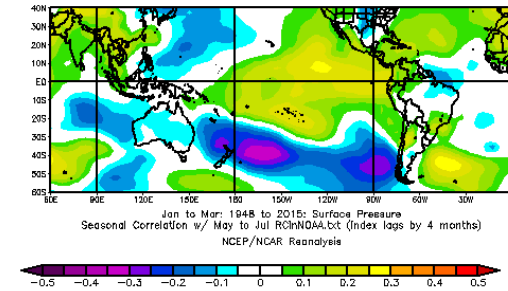 40N
30N
20N
10N
EQ
10S
20S
30S
40S
50S
60S
60E 90E 120E 150E 180 150W 120W 90W 60W 30W 0
Jan to Mar: 1948 to 2015: Surface Pressure
Seasonal Correlation w/ May to Jul RCInNOAA.txt (index lags by 4 months)
NCEP/NCAR Reanalysis
-0.5 -0.4 -0.3 -0.2 -0.1 0 0.1 0.2 0.3 0.4 0.5